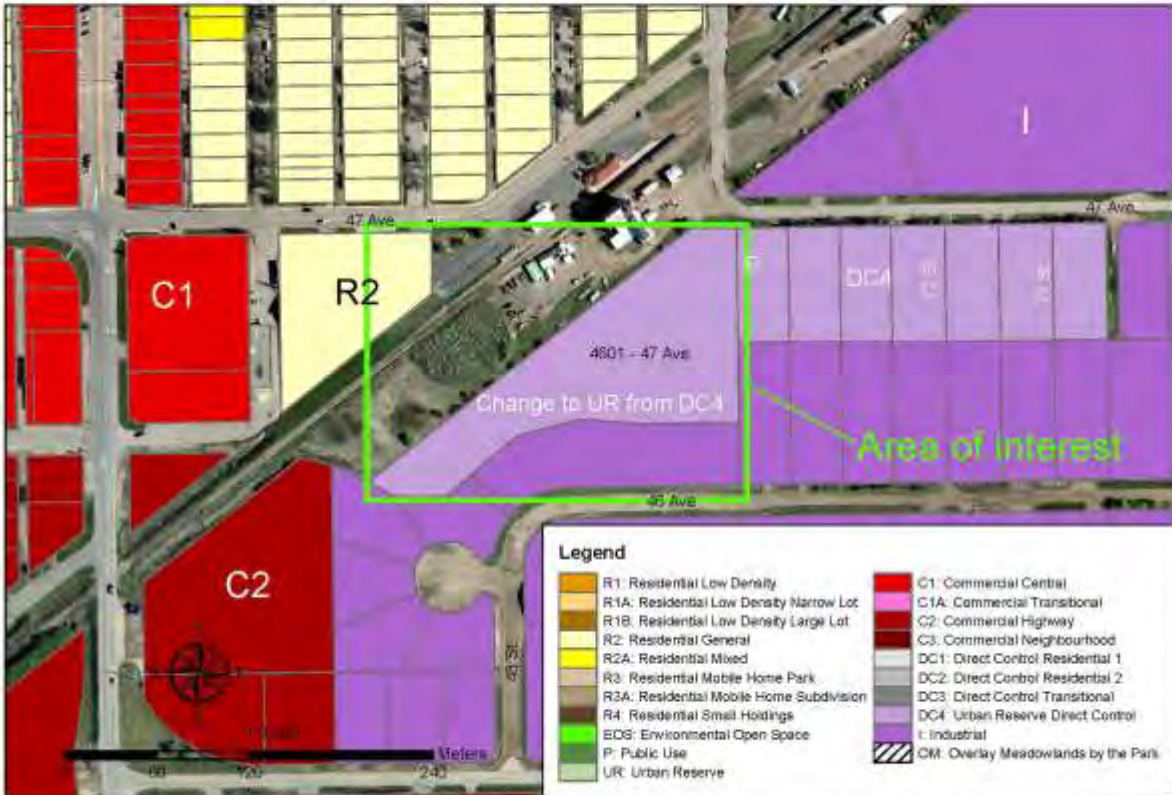 I
47 Ave
47 Ave
C1
R2
DC4
4601 - 47 Ave
Change to UR from DC4
Area of interest
46 Ave
C2
Legend
R1: Residential Low Density
R1A: Residential Low Density Narrow Lot
R1B: Residential Low Density Large Lot
R2: Residential General
R2A: Residential Mixed
R3: Residential Mobile Home Park
R3A: Residential Mobile Home Subdivision
R4: Residential Small Holdings
EOS: Environmental Open Space
P: Public Use
UR: Urban Reserve
C1: Commercial Central
C1A: Commercial Transitional
C2: Commercial Highway
C3: Commercial Neighbourhood
DC1: Direct Control Residential 1
DC2: Direct Control Residential 2
DC3: Direct Control Transitional
DC4: Urban Reserve Direct Control
I: Industrial
OM: Overlay Meadowlands by the Park
Meters
60 120 240